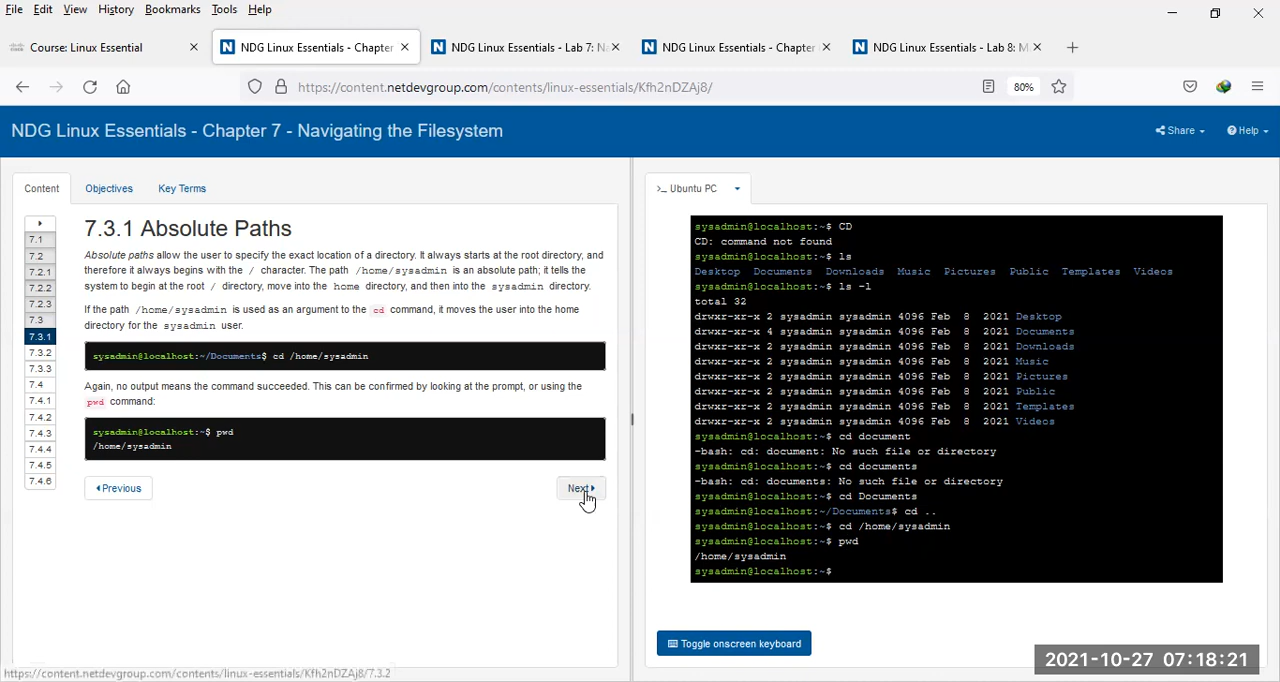 File Edit View History Bookmarks Tools Help
Course: Linux Essential
NDG Linux Essentials - Chapter
NDG Linux Essentials - Lab 7: Na
NDG Linux Essentials - Chapter
NDG Linux Essentials - Lab 8: M
https://content.netdevgroup.com/contents/linux-essentials/Kfh2nDZAj8/
80%
NDG Linux Essentials - Chapter 7 - Navigating the Filesystem
Share
Help
Content Objectives Key Terms
7.1
7.2
7.2.1
7.2.2
7.2.3
7.3
7.3.1
7.3.2
7.3.3
7.4
7.4.1
7.4.2
7.4.3
7.4.4
7.4.5
7.4.6
7.3.1 Absolute Paths
Absolute paths allow the user to specify the exact location of a directory. It always starts at the root directory, and
therefore it always begins with the / character. The path /home/sysadmin is an absolute path; it tells the
system to begin at the root / directory, move into the home directory, and then into the sysadmin directory.
If the path /home/sysadmin is used as an argument to the cd command, it moves the user into the home
directory for the sysadmin user.
sysadmin@localhost:~/Documents$ cd /home/sysadmin
Again, no output means the command succeeded. This can be confirmed by looking at the prompt, or using the
pwd command:
sysadmin@localhost:~$ pwd
/home/sysadmin
Previous
Next
https://content.netdevgroup.com/contents/linux-essentials/Kfh2nDZAj8/7.3.2
>_ Ubuntu PC
sysadmin@localhost:~$ CD
CD: command not found
sysadmin@localhost:~$ ls
Desktop Documents Downloads Music Pictures Public Templates Videos
sysadmin@localhost:~$ ls -l
total 32
drwxr-xr-x 2 sysadmin sysadmin 4096 Feb 8 2021 Desktop
drwxr-xr-x 4 sysadmin sysadmin 4096 Feb 8 2021 Documents
drwxr-xr-x 2 sysadmin sysadmin 4096 Feb 8 2021 Downloads
drwxr-xr-x 2 sysadmin sysadmin 4096 Feb 8 2021 Music
drwxr-xr-x 2 sysadmin sysadmin 4096 Feb 8 2021 Pictures
drwxr-xr-x 2 sysadmin sysadmin 4096 Feb 8 2021 Public
drwxr-xr-x 2 sysadmin sysadmin 4096 Feb 8 2021 Templates
drwxr-xr-x 2 sysadmin sysadmin 4096 Feb 8 2021 Videos
sysadmin@localhost:~$ cd document
-bash: cd: document: No such file or directory
sysadmin@localhost:~$ cd documents
-bash: cd: documents: No such file or directory
sysadmin@localhost:~$ cd Documents
sysadmin@localhost:~/Documents$ cd ..
sysadmin@localhost:~$ cd /home/sysadmin
sysadmin@localhost:~$ pwd
/home/sysadmin
sysadmin@localhost:~$
Toggle onscreen keyboard
2021-10-27 07:18:21